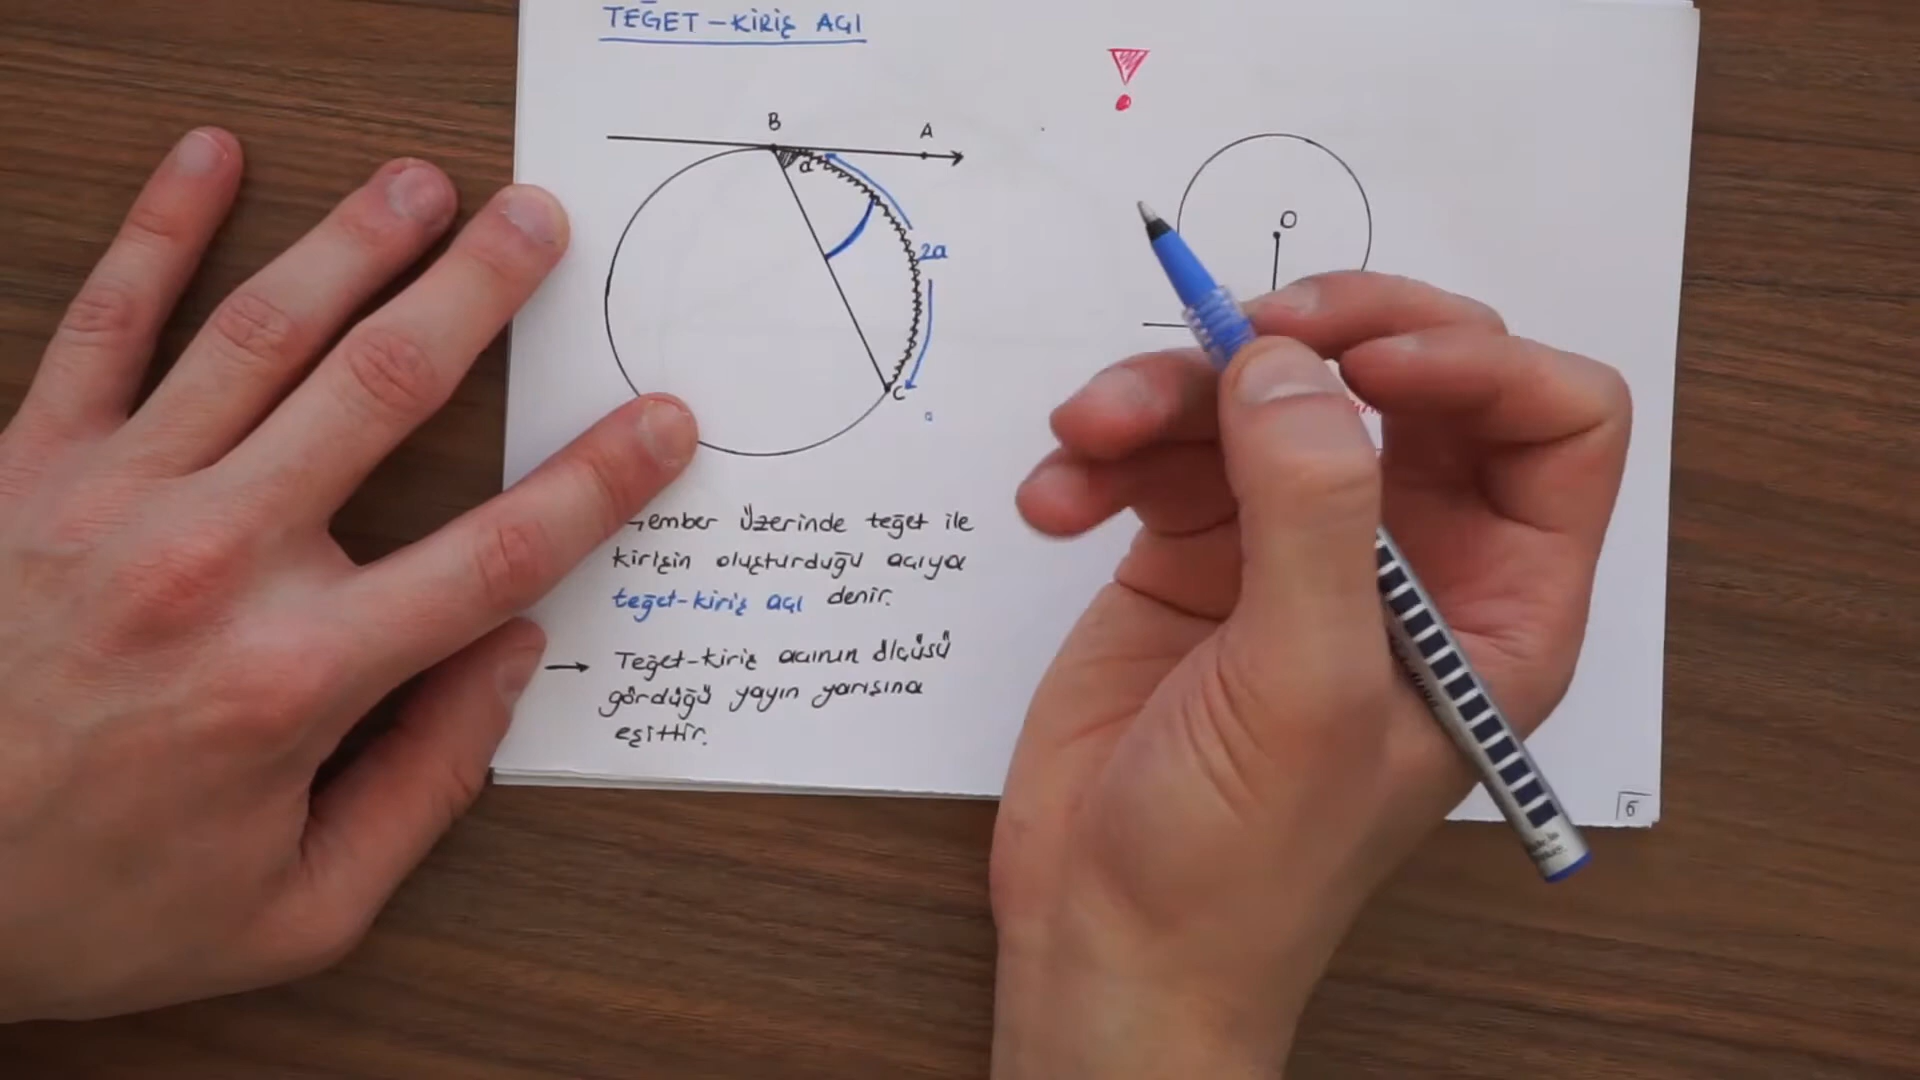 TEĞET-KİRİŞ AÇI
B
A
a
2a
C
Çember üzerinde teğet ile
kirişin oluşturduğu açıya
teğet-kiriş açı denir.
→ Teğet-kiriş açının ölçüsü
gördüğü yayın yarısına
eşittir.
!
O
6